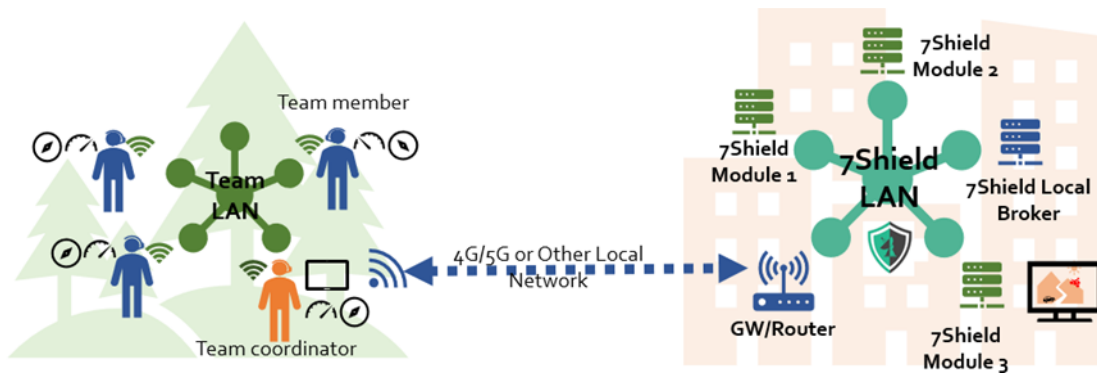 Team member
Team
LAN
Team coordinator
4G/5G or Other Local
Network
7Shield
Module 2
7Shield
Module 1
7Shield
LAN
7Shield Local
Broker
GW/Router
7Shield
Module 3